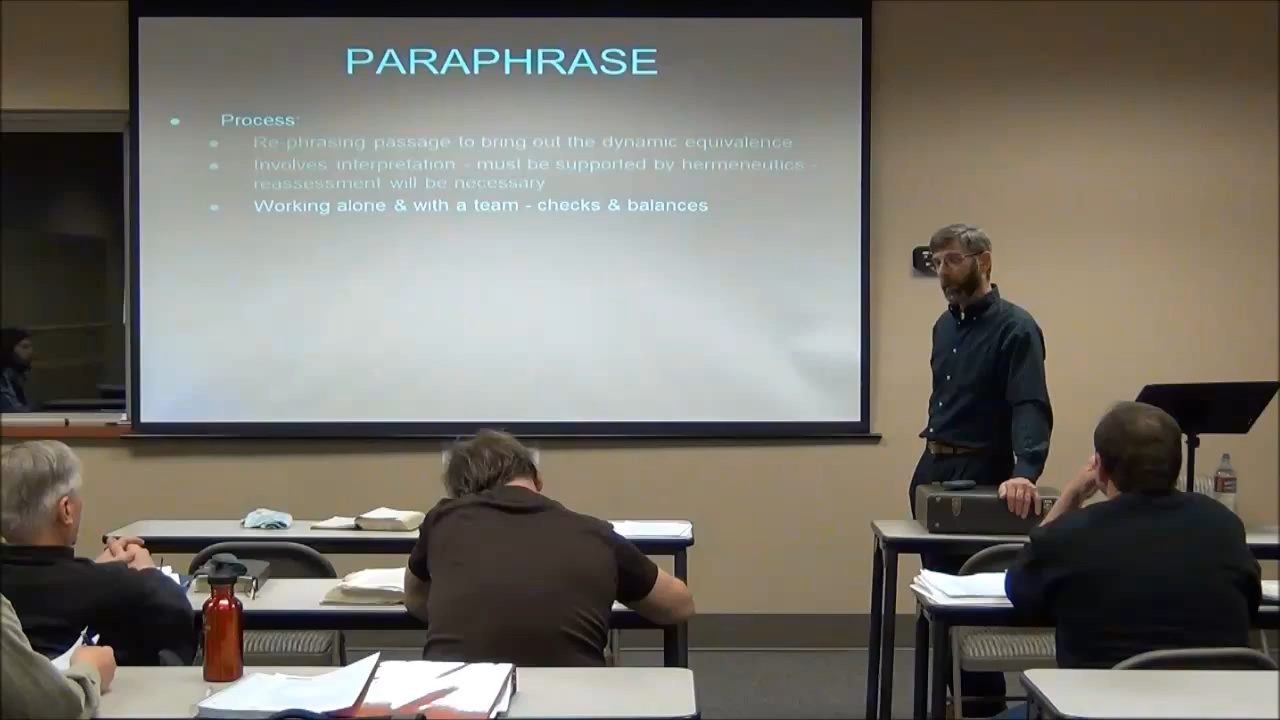 PARAPHRASE
Process:
Re-phrasing passage to bring out the dynamic equivalence
Involves interpretation - must be supported by hermeneutics -
reassessment will be necessary
Working alone & with a team - checks & balances